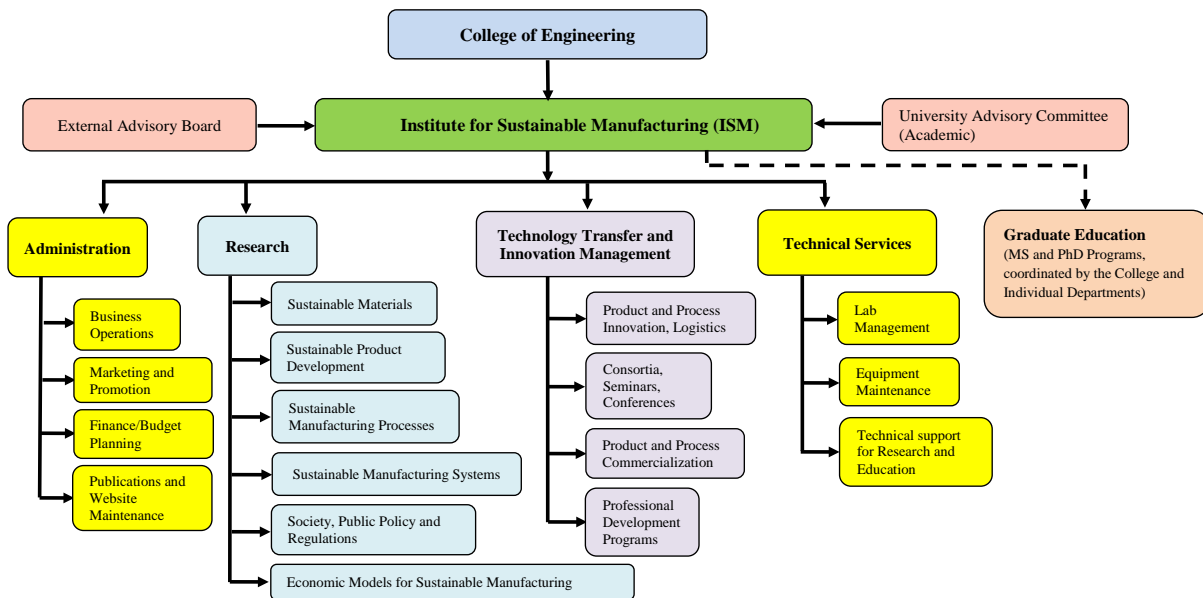 College of Engineering
External Advisory Board
Institute for Sustainable Manufacturing (ISM)
University Advisory Committee
(Academic)
Administration
Research
Technology Transfer and
Innovation Management
Technical Services
Graduate Education
(MS and PhD Programs,
coordinated by the College and
Individual Departments)
Business
Operations
Marketing and
Promotion
Finance/Budget
Planning
Publications and
Website
Maintenance
Sustainable Materials
Sustainable Product
Development
Sustainable
Manufacturing Processes
Sustainable Manufacturing Systems
Society, Public Policy and
Regulations
Economic Models for Sustainable Manufacturing
Product and Process
Innovation, Logistics
Consortia,
Seminars,
Conferences
Product and Process
Commercialization
Professional
Development
Programs
Lab
Management
Equipment
Maintenance
Technical support
for Research and
Education